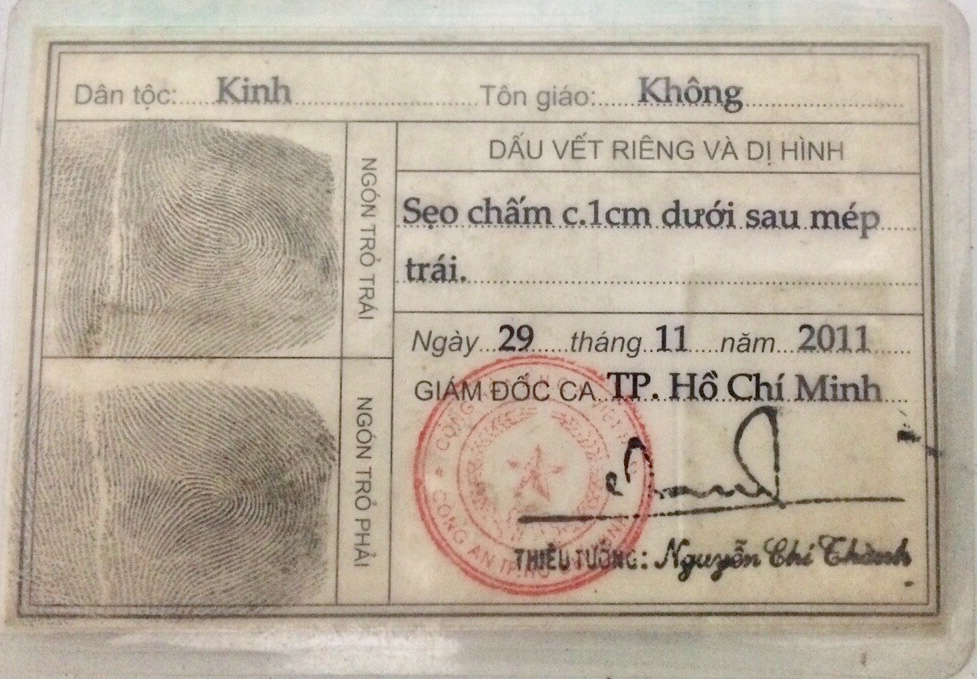 Dân tộc: Kinh Tôn giáo: Không
NGÓN TRỎ TRÁI
DẤU VẾT RIÊNG VÀ DỊ HÌNH
Sẹo chấm c.1cm dưới sau mép
trái.
Ngày 29 tháng 11 năm 2011
GIÁM ĐỐC CA TP. Hồ Chí Minh
NGÓN TRỎ PHẢI
CÔNG AN TP.
THIẾU TƯỚNG: Nguyễn Chí Thành